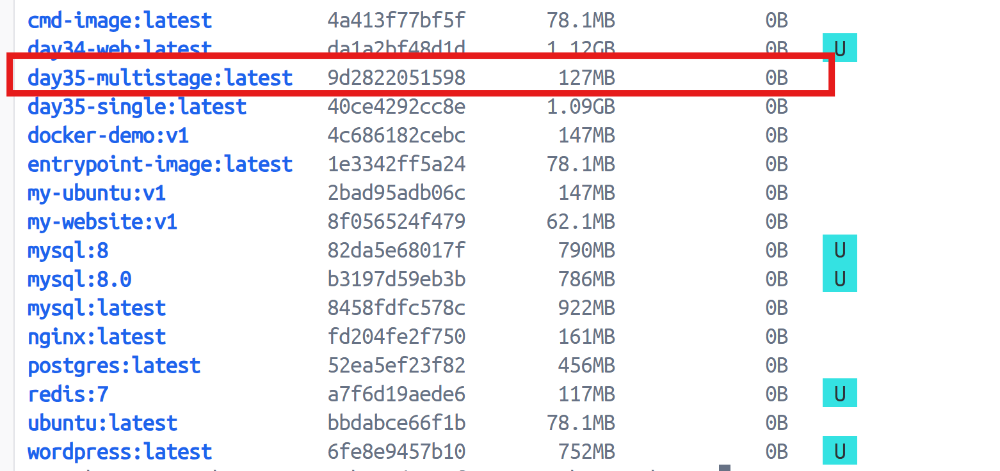 cmd-image:latest 4a413f77bf5f 78.1MB 0B
day34-web:latest da1a2bf48d1d 1.12GB 0B U
day35-multistage:latest 9d2822051598 127MB 0B
day35-single:latest 40ce4292cc8e 1.09GB 0B
docker-demo:v1 4c686182cebc 147MB 0B
entrypoint-image:latest 1e3342ff5a24 78.1MB 0B
my-ubuntu:v1 2bad95adb06c 147MB 0B
my-website:v1 8f056524f479 62.1MB 0B
mysql:8 82da5e68017f 790MB 0B U
mysql:8.0 b3197d59eb3b 786MB 0B U
mysql:latest 8458fdfc578c 922MB 0B
nginx:latest fd204fe2f750 161MB 0B
postgres:latest 52ea5ef23f82 456MB 0B
redis:7 a7f6d19aede6 117MB 0B U
ubuntu:latest bbdabce66f1b 78.1MB 0B
wordpress:latest 6fe8e9457b10 752MB 0B U